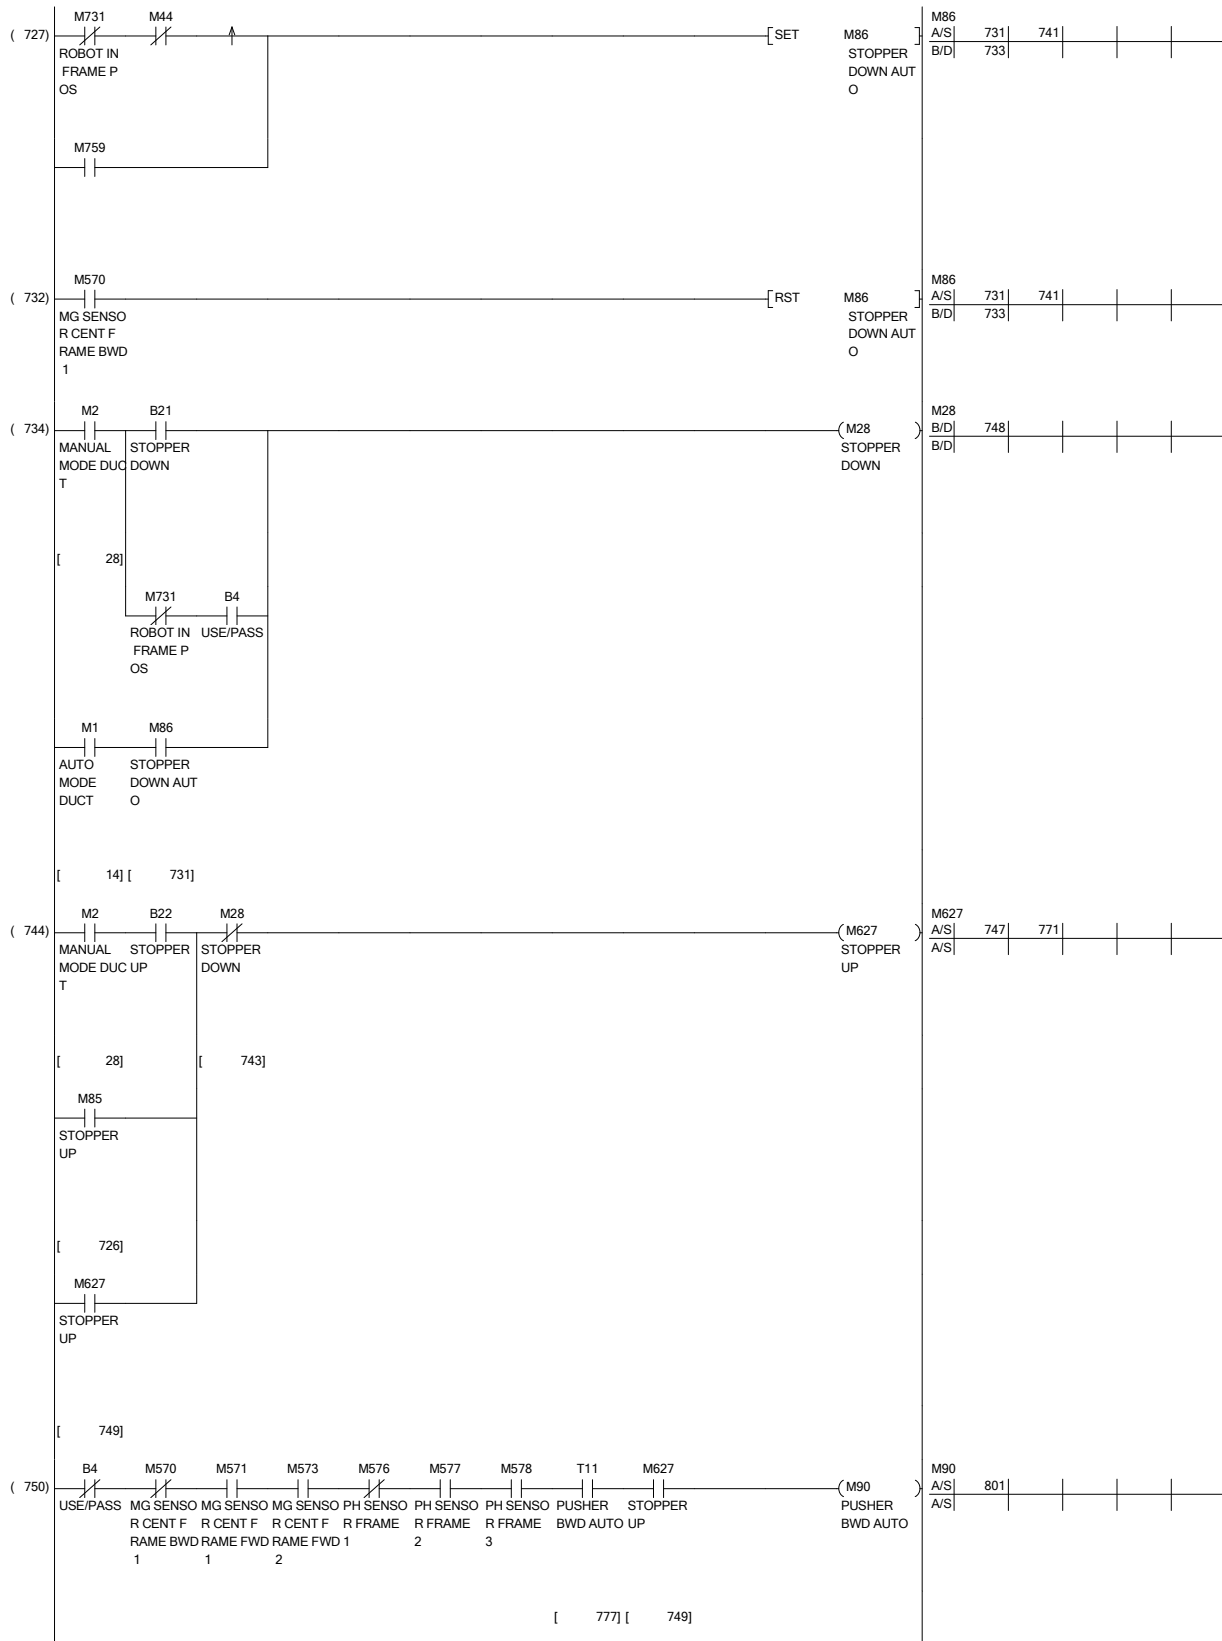 M731 M44 M86
( 727) [ SET M86 ] A/S 731 741
ROBOT IN STOPPER B/D 733
FRAME P DOWN AUT
OS O
M759
M570 M86
( 732) [ RST M86 ] A/S 731 741
MG SENSO STOPPER B/D 733
R CENT F DOWN AUT
RAME BWD O
1
M2 B21 M28
( 734) ( M28 ) B/D 748
MANUAL STOPPER STOPPER B/D
MODE DUC DOWN DOWN
T
[ 28]
M731 B4
ROBOT IN USE/PASS
FRAME P
OS
M1 M86
AUTO STOPPER
MODE DOWN AUT
DUCT O
[ 14] [ 731]
M2 B22 M28 M627
( 744) ( M627 ) A/S 747 771
MANUAL STOPPER STOPPER STOPPER A/S
MODE DUC UP DOWN UP
T
[ 28] [ 743]
M85
STOPPER
UP
[ 726]
M627
STOPPER
UP
[ 749]
B4 M570 M571 M573 M576 M577 M578 T11 M627 M90
( 750) ( M90 ) A/S 801
USE/PASS MG SENSO MG SENSO MG SENSO PH SENSO PH SENSO PH SENSO PUSHER STOPPER PUSHER A/S
R CENT F R CENT F R CENT F R FRAME R FRAME R FRAME BWD AUTO UP BWD AUTO
RAME BWD RAME FWD RAME FWD 1 2 3
1 1 2
[ 777] [ 749]